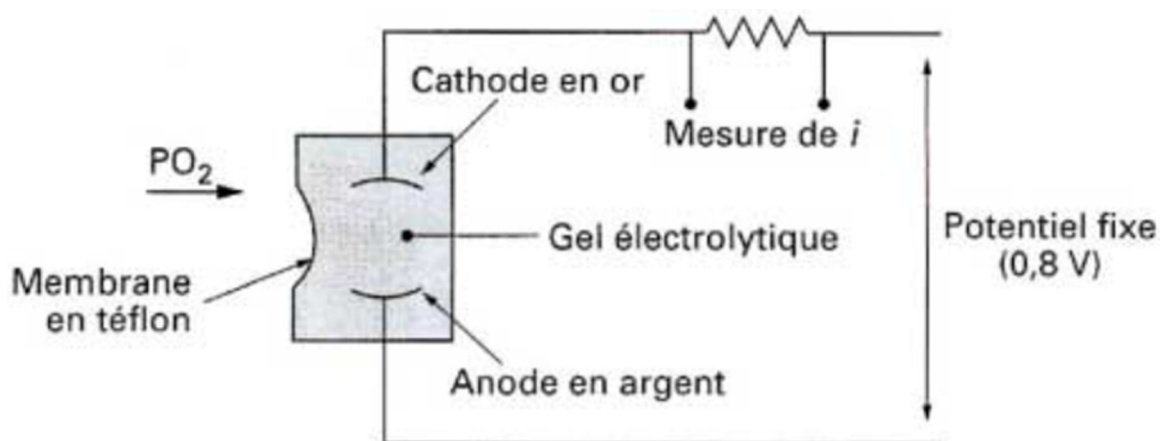 Cathode en or
Mesure de i
PO₂
Gel électrolytique
Potentiel fixe
(0,8 V)
Membrane
en téflon
Anode en argent